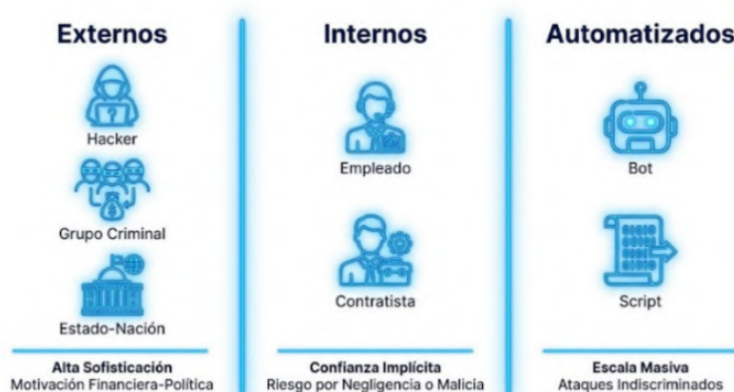 Externos
Hacker
Grupo Criminal
Estado-Nación
Alta Sofisticación
Motivación Financiera-Política
Internos
Empleado
Contratista
Confianza Implícita
Riesgo por Negligencia o Malicia
Automatizados
Bot
Script
Escala Masiva
Ataques Indiscriminados